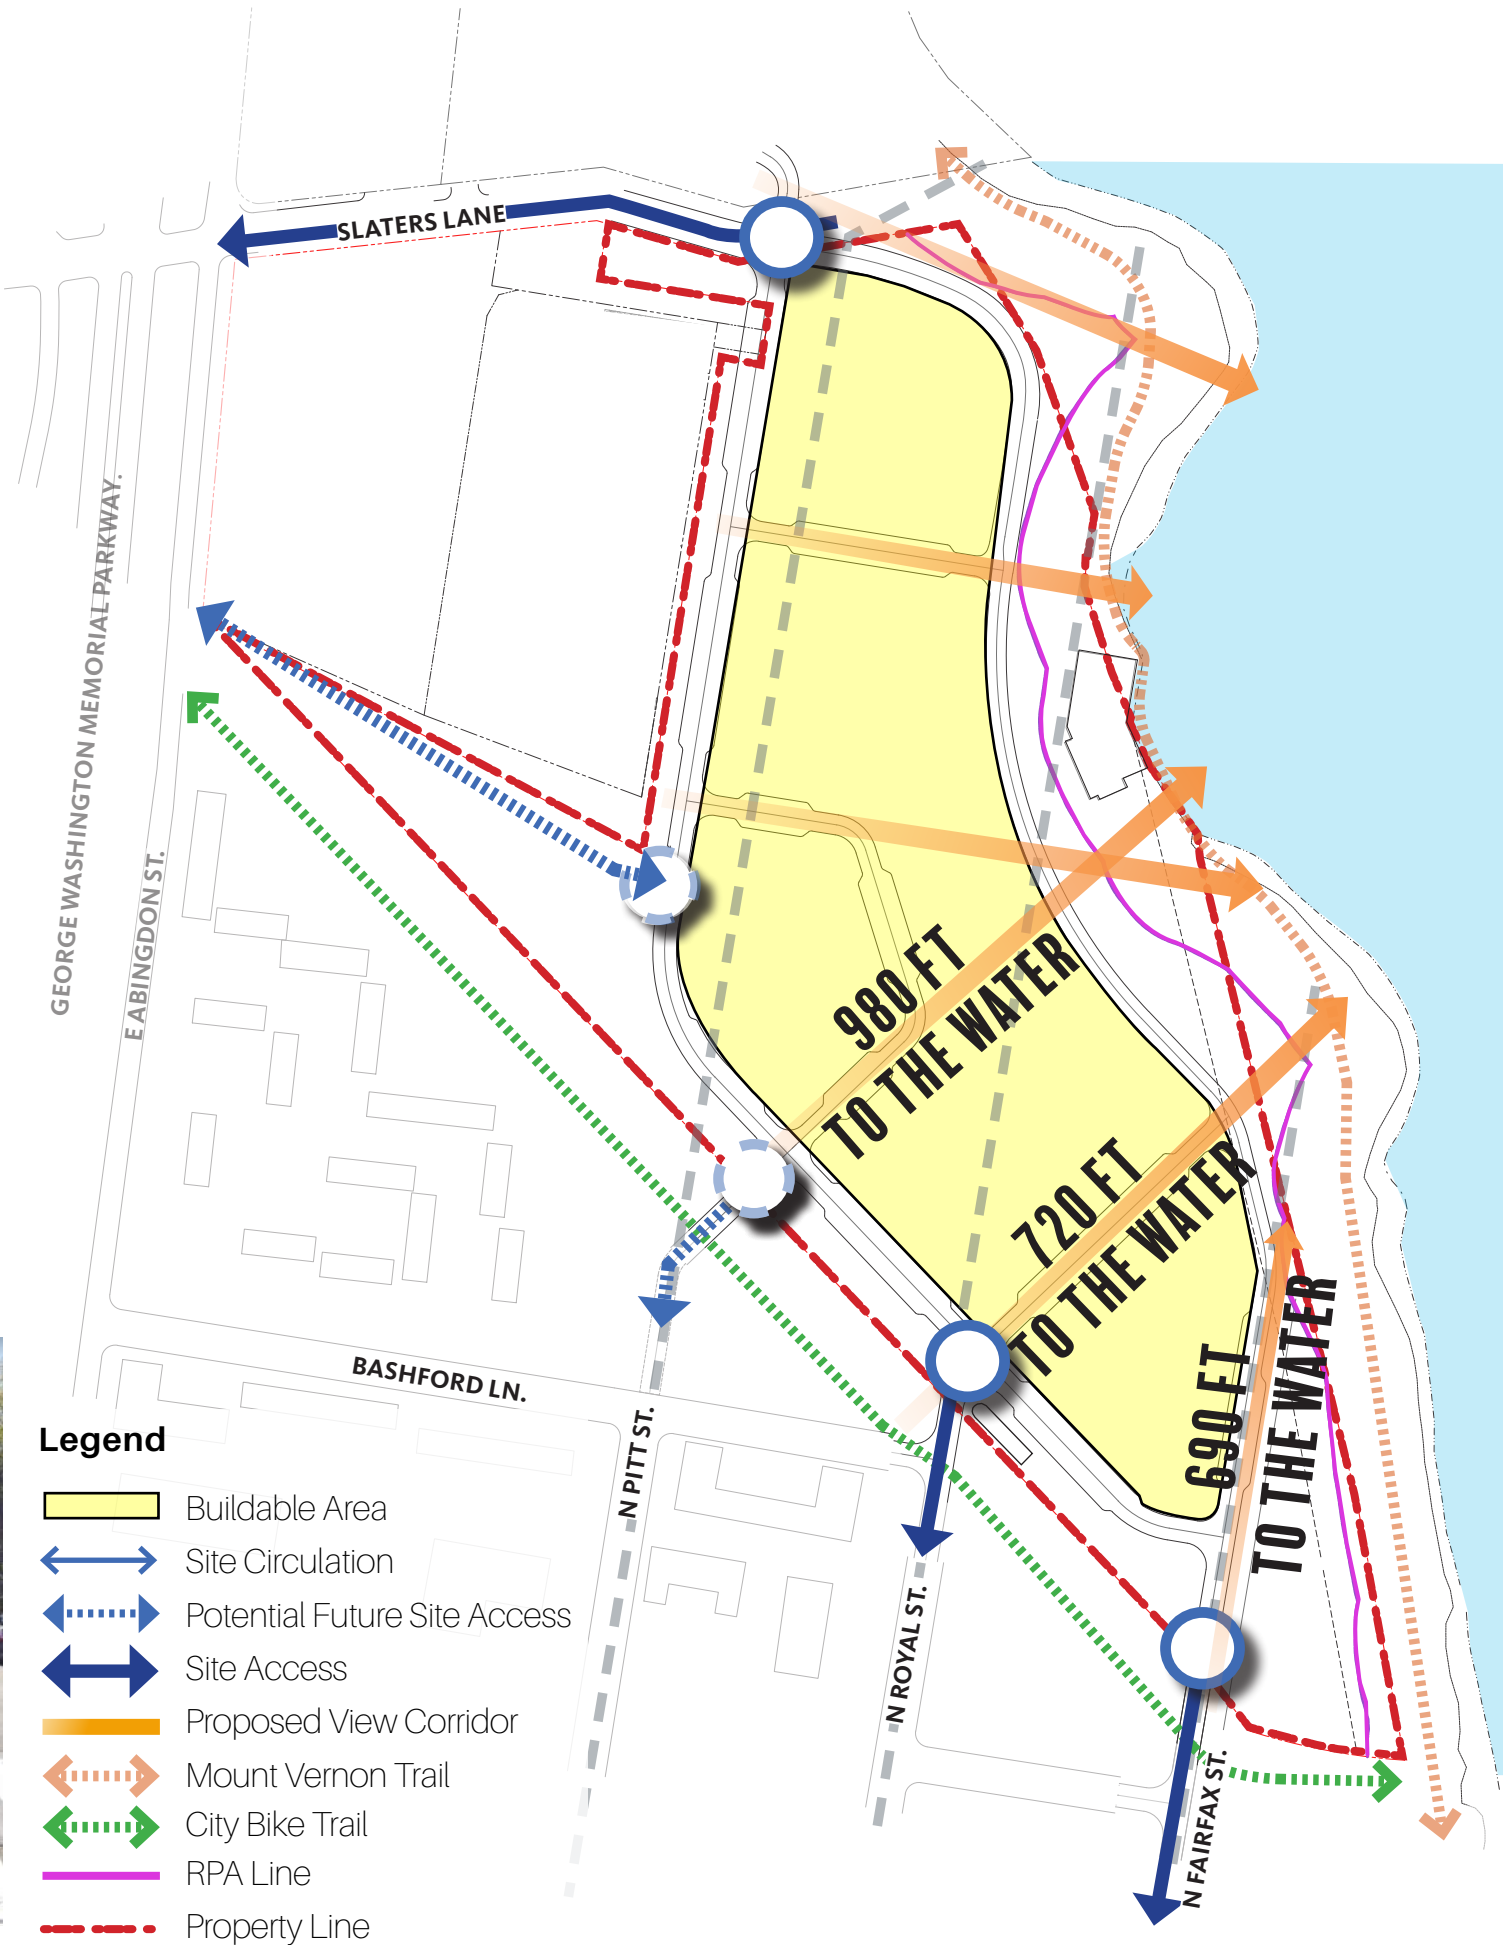 SLATERS LANE
GEORGE WASHINGTON MEMORIAL PARKWAY.
E ABINGDON ST.
980 FT
TO THE WATER
720 FT
TO THE WATER
690 FT
TO THE WATER
BASHFORD LN.
N PITT ST.
N ROYAL ST.
N FAIRFAX ST.
Legend
Buildable Area
Site Circulation
Potential Future Site Access
Site Access
Proposed View Corridor
Mount Vernon Trail
City Bike Trail
RPA Line
Property Line